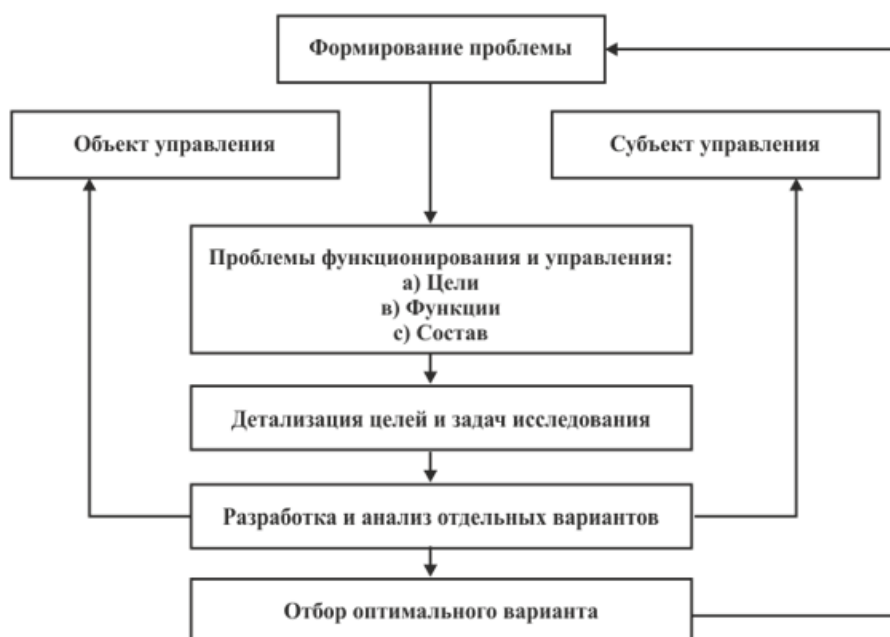 Формирование проблемы
Объект управления
Субъект управления
Проблемы функционирования и управления:
а) Цели
в) Функции
с) Состав
Детализация целей и задач исследования
Разработка и анализ отдельных вариантов
Отбор оптимального варианта